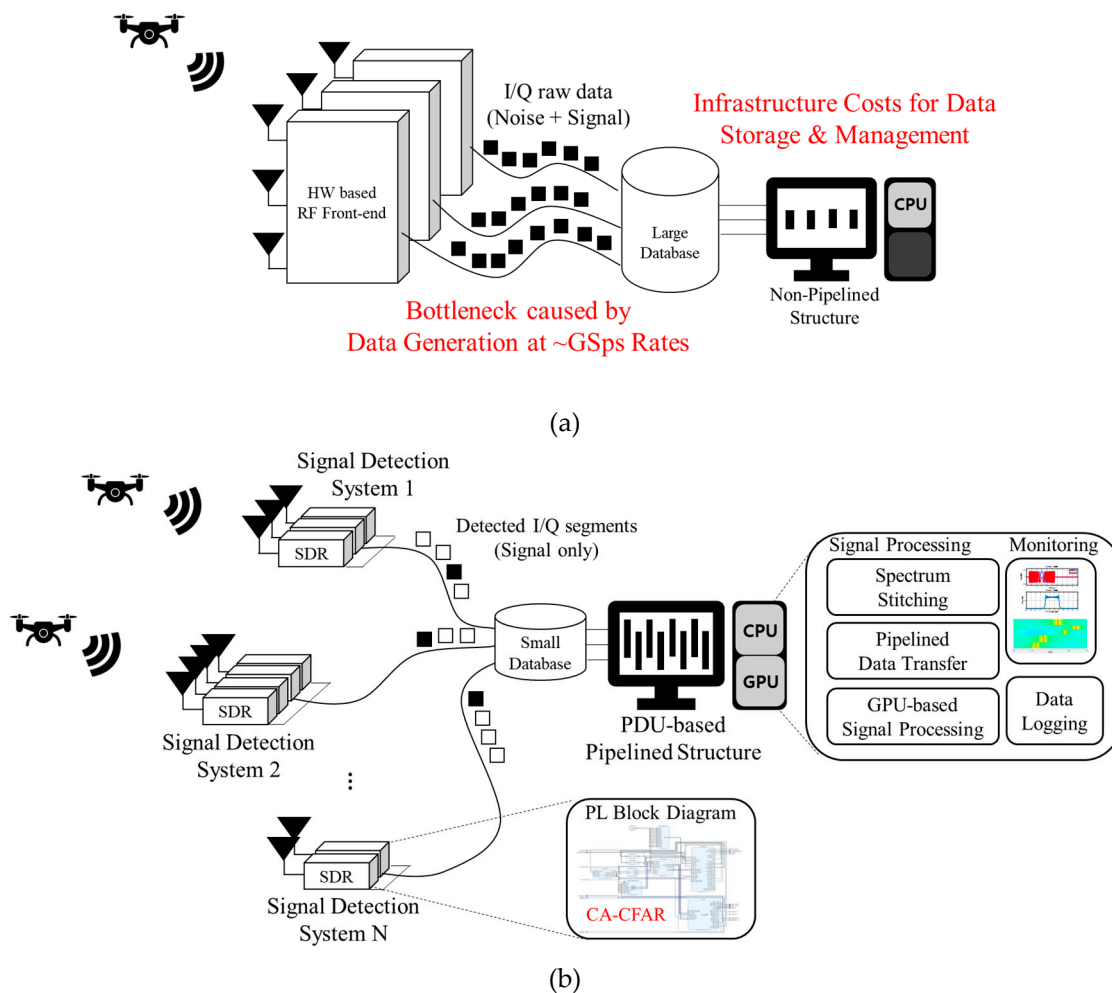 I/Q raw data
(Noise + Signal)
Infrastructure Costs for Data
Storage & Management
HW based
RF Front-end
Large
Database
CPU
Non-Pipelined
Structure
Bottleneck caused by
Data Generation at ~GSps Rates
(a)
Signal Detection
System 1
SDR
Detected I/Q segments
(Signal only)
Small
Database
CPU
GPU
PDU-based
Pipelined Structure
Signal Processing
Monitoring
Spectrum
Stitching
Pipelined
Data Transfer
GPU-based
Signal Processing
Data
Logging
SDR
Signal Detection
System 2
⋮
SDR
Signal Detection
System N
PL Block Diagram
CA-CFAR
(b)